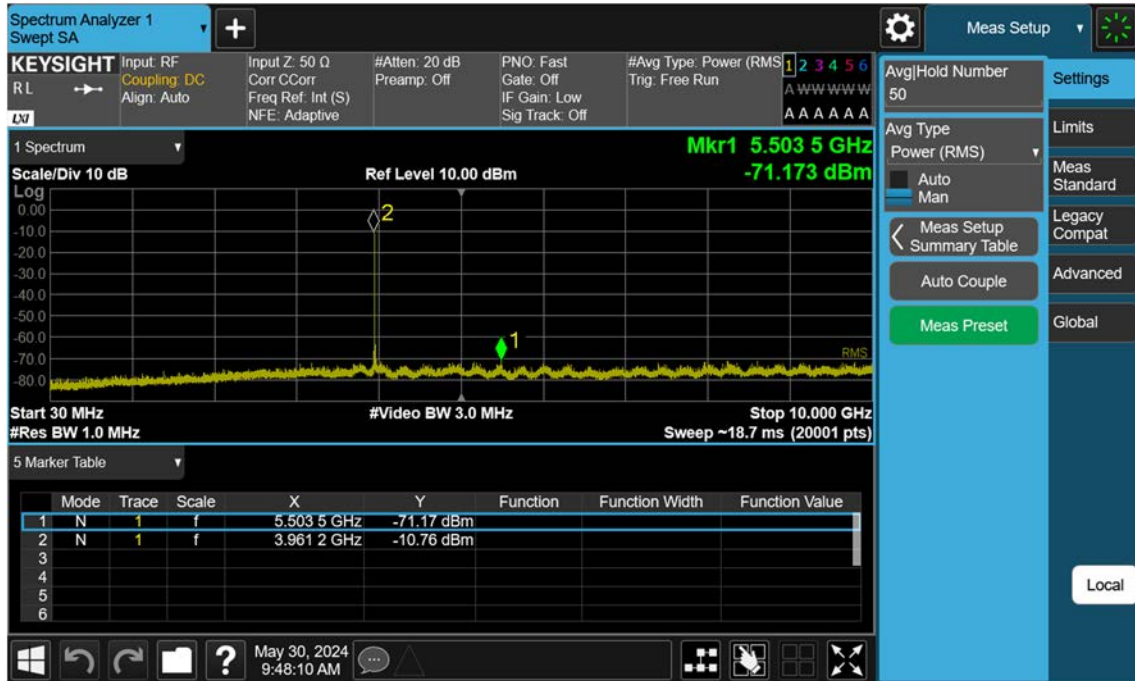 Spectrum Analyzer 1
Swept SA
+
Meas Setup
KEYSIGHT
R L
LXI
Input: RF
Coupling: DC
Align: Auto
Input Z: 50 Ω
Corr CCorr
Freq Ref: Int (S)
NFE: Adaptive
#Atten: 20 dB
Preamp: Off
PNO: Fast
Gate: Off
IF Gain: Low
Sig Track: Off
#Avg Type: Power (RMS
Trig: Free Run
1 2 3 4 5 6
A W W W W W
A A A A A A
1 Spectrum
Scale/Div 10 dB
Ref Level 10.00 dBm
Mkr1 5.503 5 GHz
-71.173 dBm
Log
0.00
-10.0
-20.0
-30.0
-40.0
-50.0
-60.0
-70.0
-80.0
2
1
RMS
Start 30 MHz
#Video BW 3.0 MHz
Stop 10.000 GHz
#Res BW 1.0 MHz
Sweep ~18.7 ms (20001 pts)
5 Marker Table
Mode Trace Scale X Y Function Function Width Function Value
1 N 1 f 5.503 5 GHz -71.17 dBm
2 N 1 f 3.961 2 GHz -10.76 dBm
3
4
5
6
?
May 30, 2024
9:48:10 AM
Avg|Hold Number
50
Avg Type
Power (RMS)
Auto
Man
Meas Setup
Summary Table
Auto Couple
Meas Preset
Settings
Limits
Meas
Standard
Legacy
Compat
Advanced
Global
Local